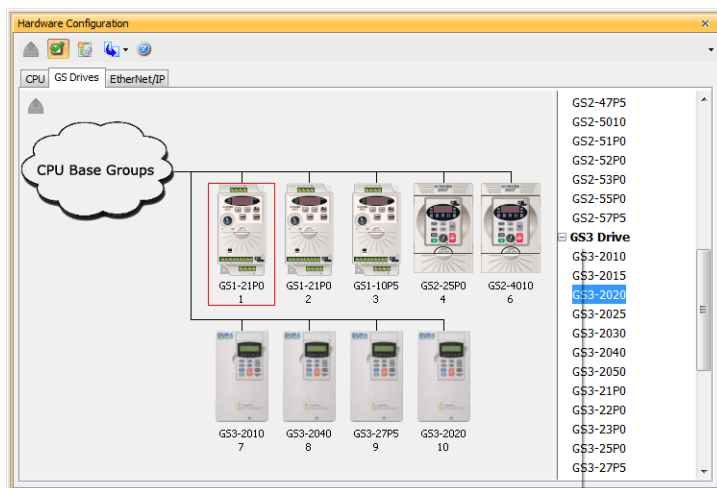 Hardware Configuration
CPU
GS Drives
EtherNet/IP
CPU Base Groups
GS1-21P0
1
GS1-21P0
2
GS1-10P5
3
GS2-25P0
4
GS2-4010
6
GS3-2010
7
GS3-2040
8
GS3-27P5
9
GS3-2020
10
GS2-47P5
GS2-5010
GS2-51P0
GS2-52P0
GS2-53P0
GS2-55P0
GS2-57P5
GS3 Drive
GS3-2010
GS3-2015
GS3-2020
GS3-2025
GS3-2030
GS3-2040
GS3-2050
GS3-21P0
GS3-22P0
GS3-23P0
GS3-25P0
GS3-27P5